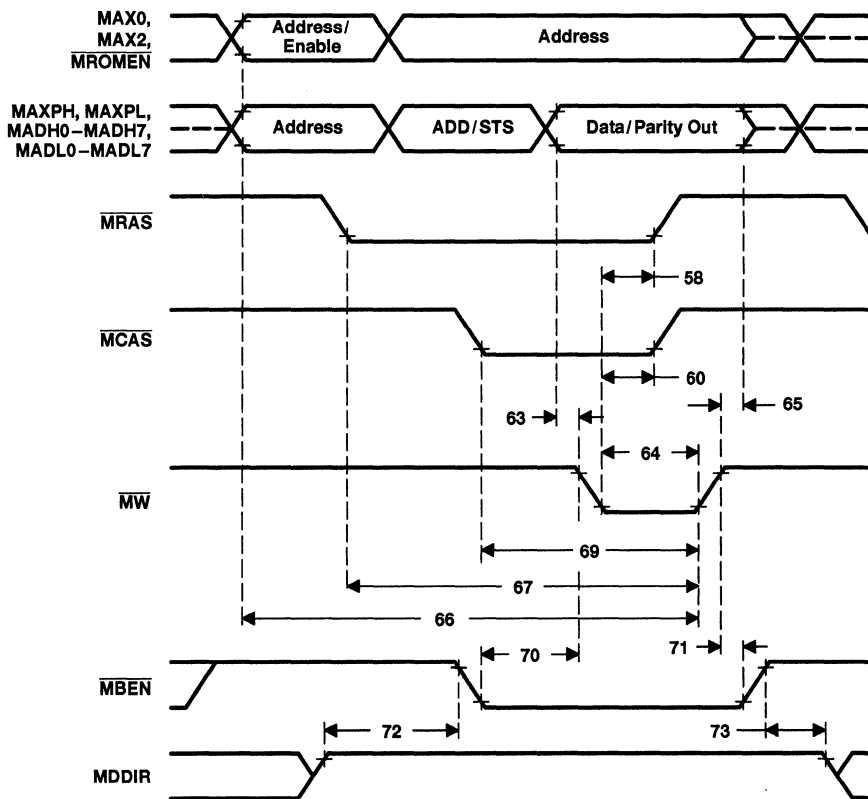 MAX0,
MAX2,
MROMEN
Address/
Enable
Address
MAXPH, MAXPL,
MADH0–MADH7,
MADL0–MADL7
Address
ADD/STS
Data/Parity Out
MRAS
58
MCAS
60
65
63
64
MW
69
67
66
70
71
MBEN
72
73
MDDIR